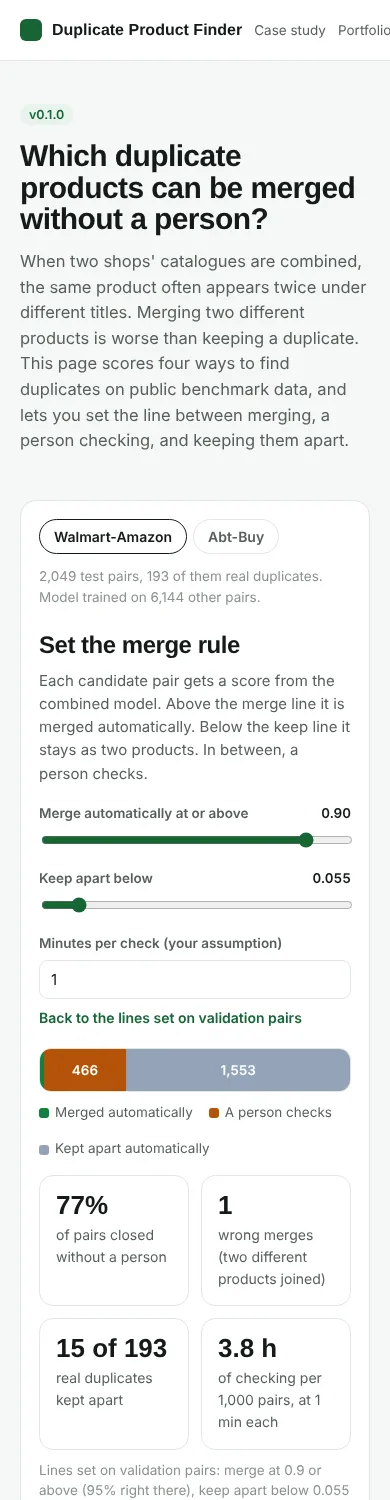 Duplicate Product Finder Case study Portfolio
v0.1.0
Which duplicate
products can be merged
without a person?
When two shops' catalogues are combined,
the same product often appears twice under
different titles. Merging two different
products is worse than keeping a duplicate.
This page scores four ways to find
duplicates on public benchmark data, and
lets you set the line between merging, a
person checking, and keeping them apart.
Walmart-Amazon Abt-Buy
2,049 test pairs, 193 of them real duplicates.
Model trained on 6,144 other pairs.
Set the merge rule
Each candidate pair gets a score from the
combined model. Above the merge line it is
merged automatically. Below the keep line it
stays as two products. In between, a
person checks.
Merge automatically at or above 0.90
Keep apart below 0.055
Minutes per check (your assumption)
1
Back to the lines set on validation pairs
466 1,553
Merged automatically A person checks
Kept apart automatically
77%
of pairs closed
without a person
1
wrong merges
(two different
products joined)
15 of 193
real duplicates
kept apart
3.8 h
of checking per
1,000 pairs, at 1
min each
Lines set on validation pairs: merge at 0.9 or
above (95% right there), keep apart below 0.055